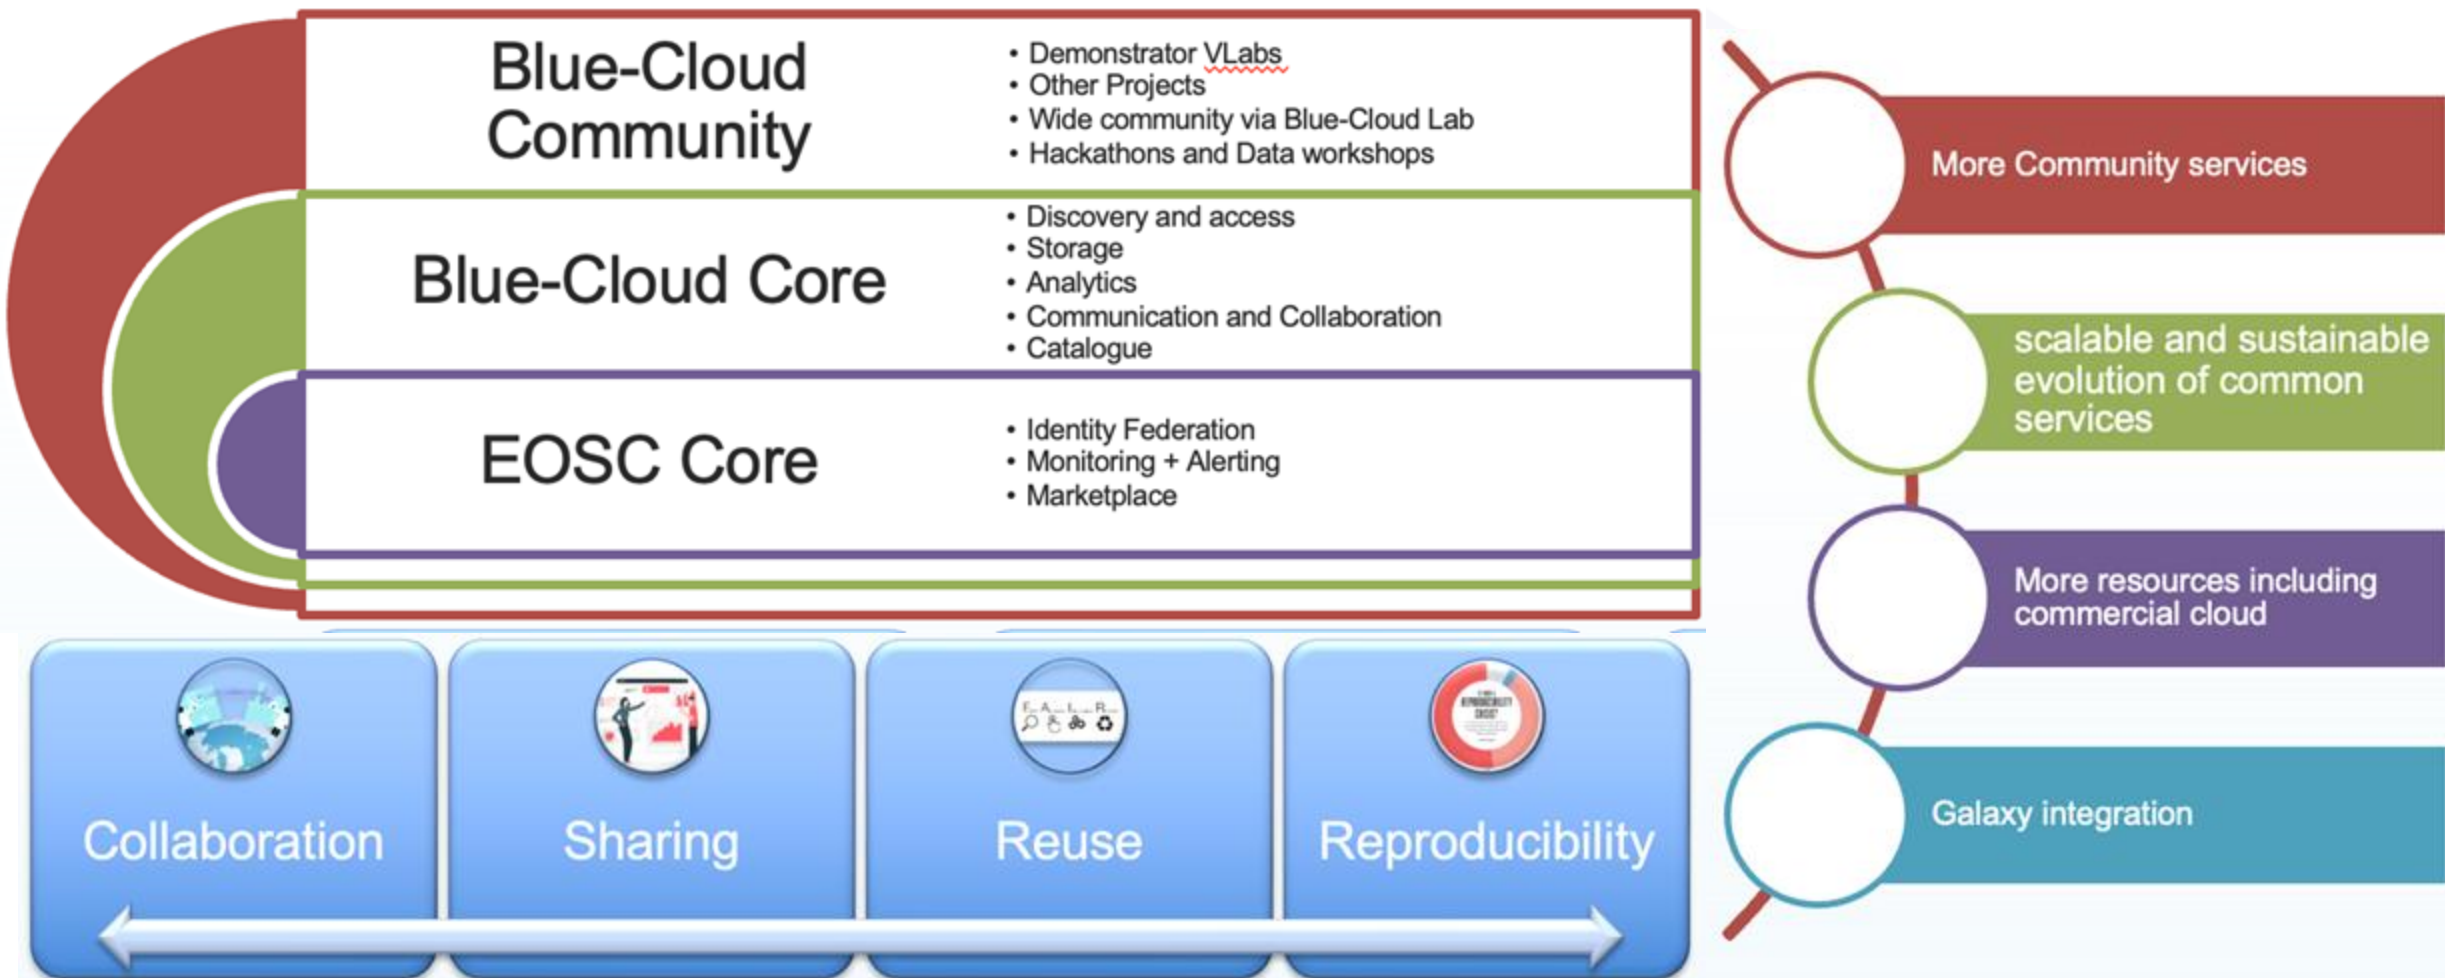 Blue-Cloud
Community
• Demonstrator VLabs
• Other Projects
• Wide community via Blue-Cloud Lab
• Hackathons and Data workshops
Blue-Cloud Core
• Discovery and access
• Storage
• Analytics
• Communication and Collaboration
• Catalogue
EOSC Core
• Identity Federation
• Monitoring + Alerting
• Marketplace
More Community services
scalable and sustainable
evolution of common
services
More resources including
commercial cloud
Galaxy integration
F... A... I... R...
REPRODUCIBILITY
CRISIS?
Collaboration
Sharing
Reuse
Reproducibility